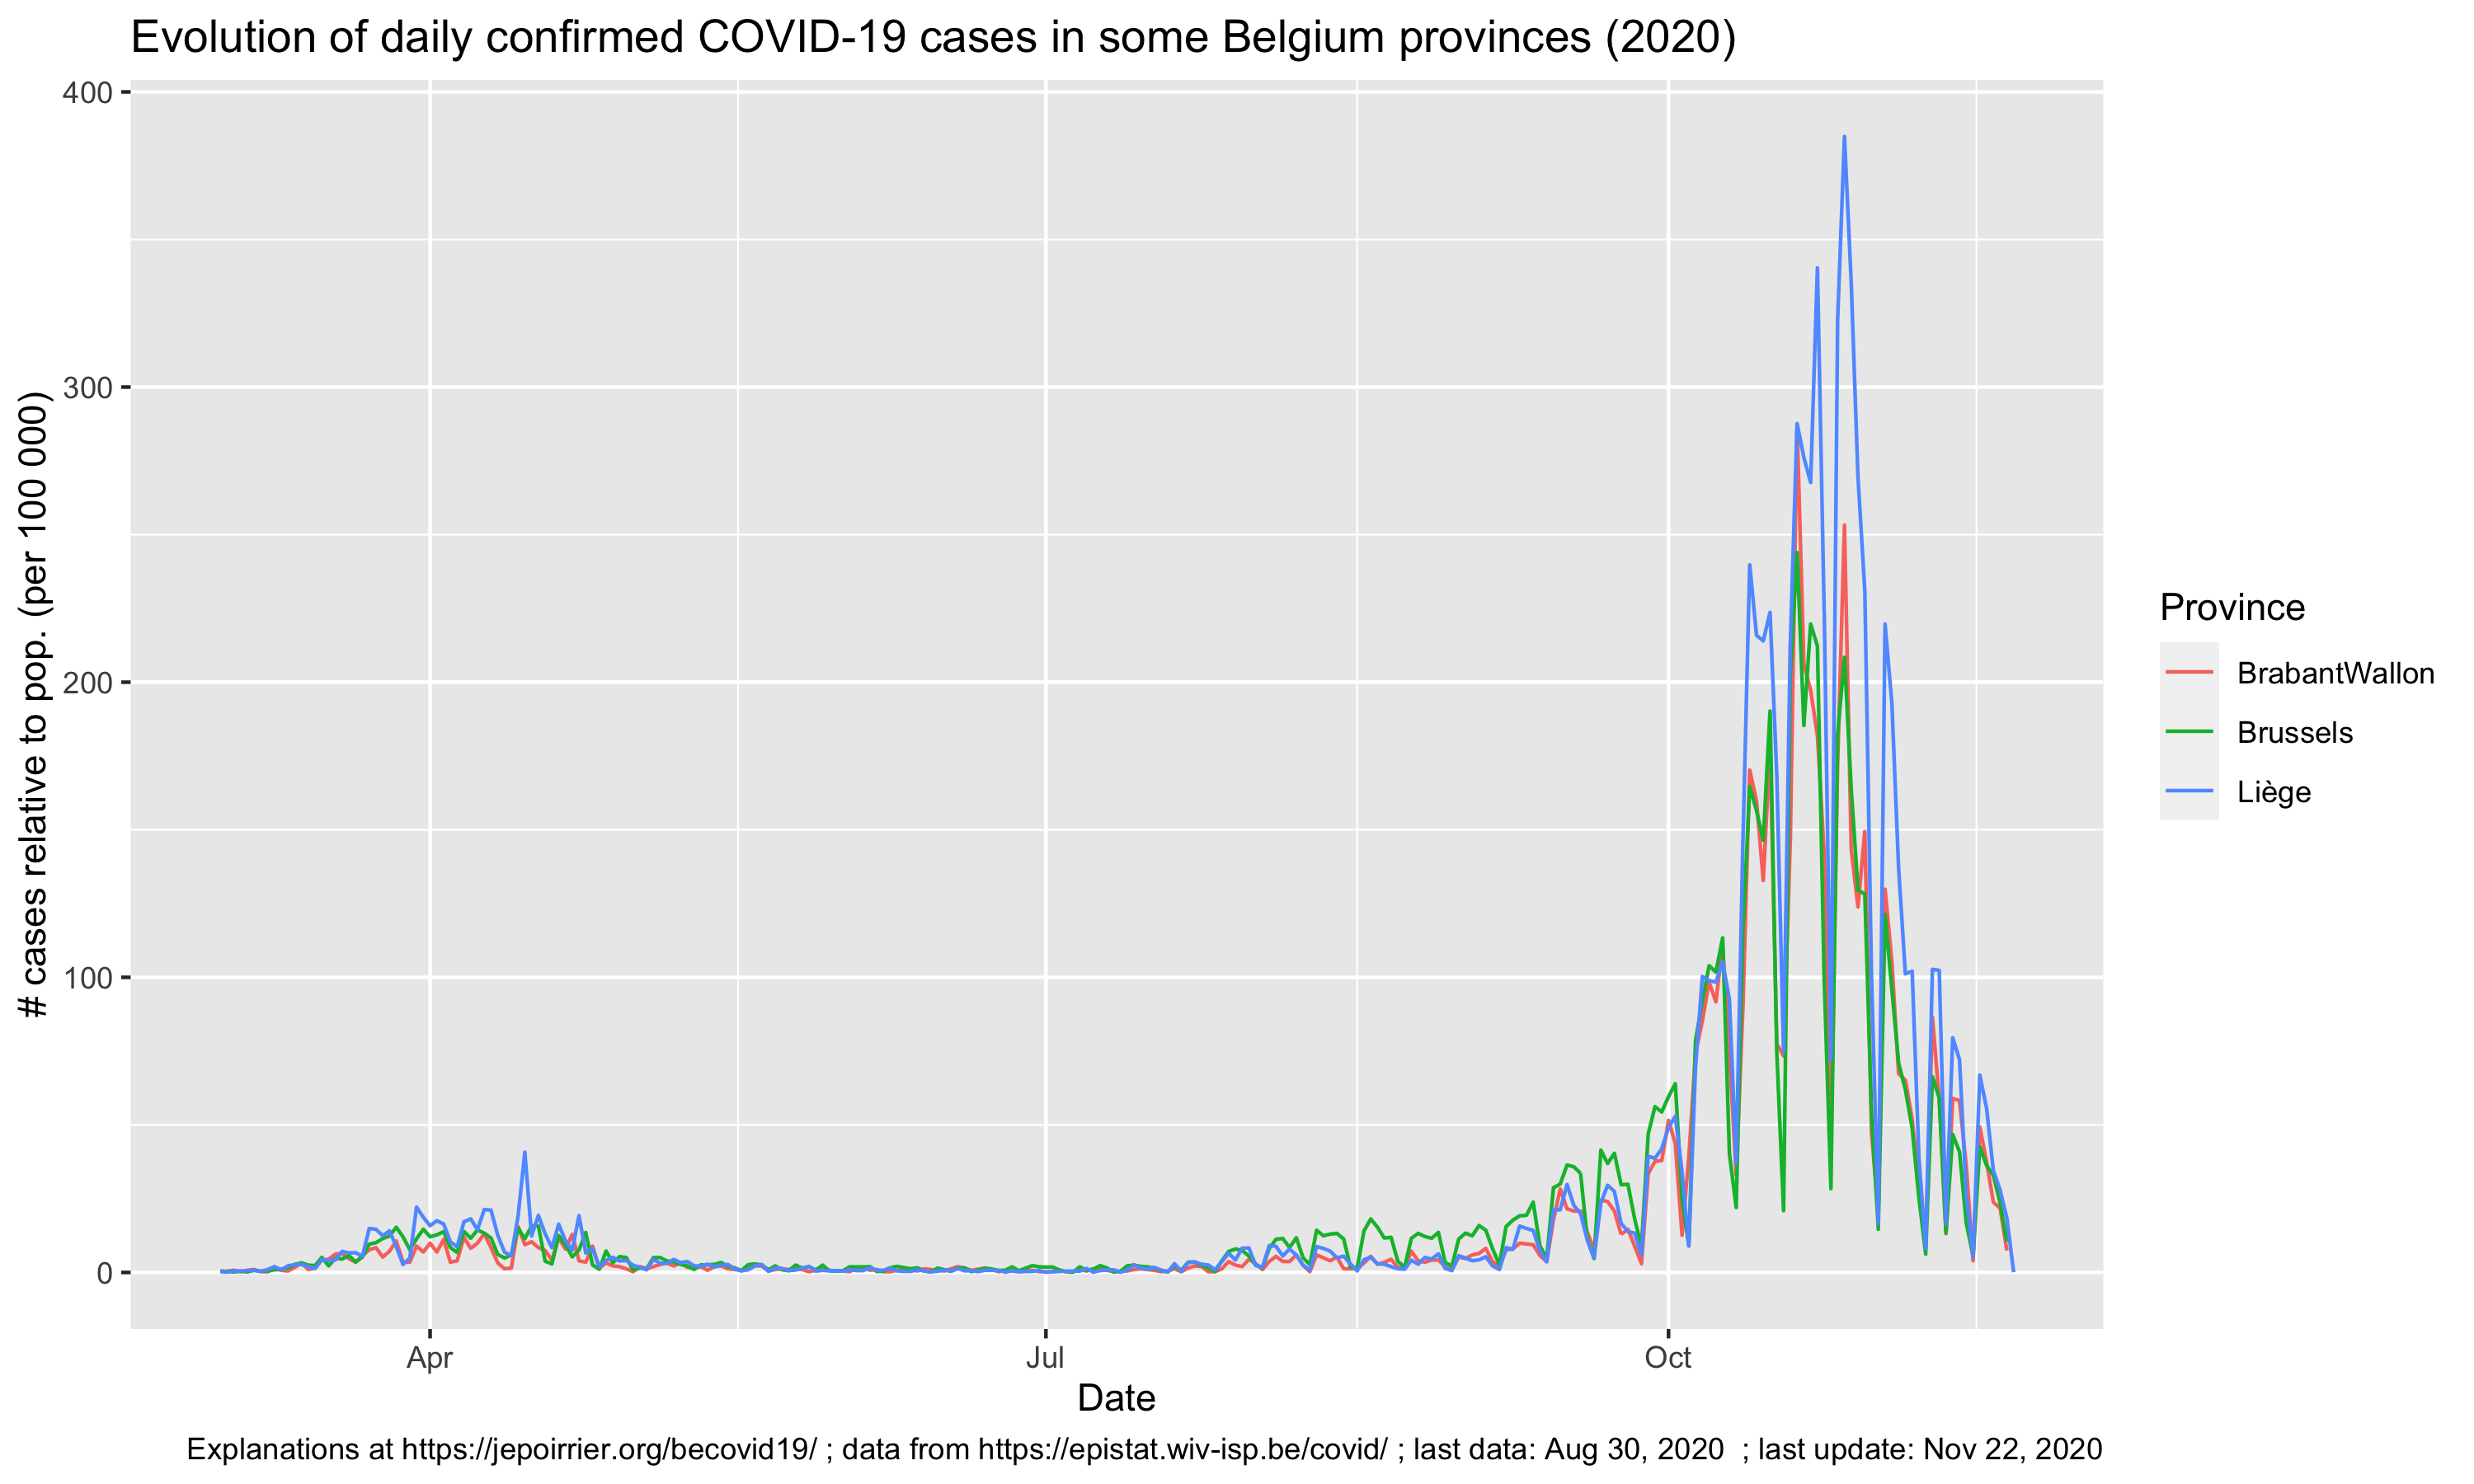 Evolution of daily confirmed COVID-19 cases in some Belgium provinces (2020)
# cases relative to pop. (per 100 000)
400
300
200
100
0
Apr
Jul
Oct
Date
Province
BrabantWallon
Brussels
Liège
Explanations at https://jepoirrier.org/becovid19/ ; data from https://epistat.wiv-isp.be/covid/ ; last data: Aug 30, 2020  ; last update: Nov 22, 2020